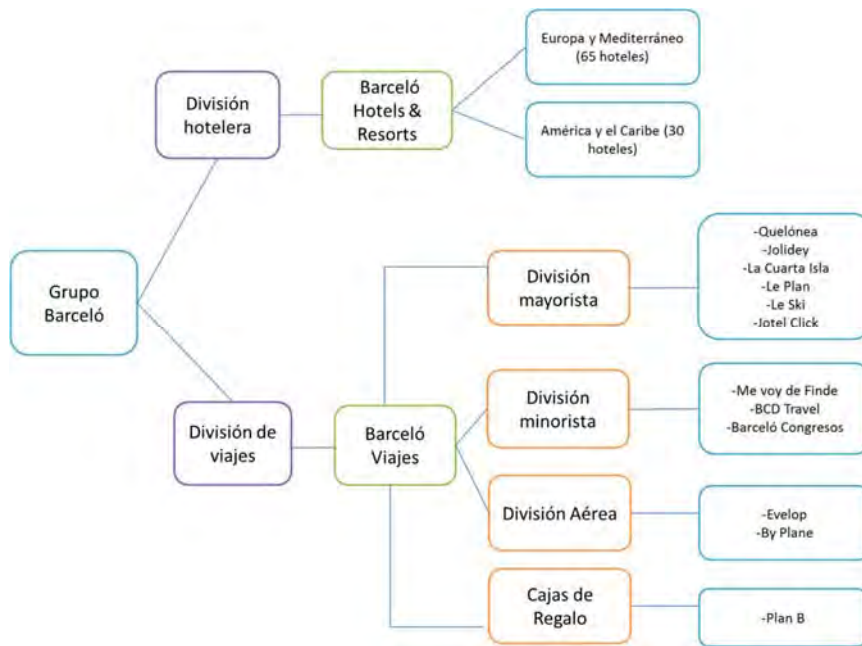 Grupo
Barceló
División
hotelera
Barceló
Hotels &
Resorts
Europa y Mediterráneo
(65 hoteles)
América y el Caribe (30
hoteles)
División de
viajes
Barceló
Viajes
División
mayorista
-Quelónea
-Jolidey
-La Cuarta Isla
-Le Plan
-Le Ski
-Jotel Click
División
minorista
-Me voy de Finde
-BCD Travel
-Barceló Congresos
División Aérea
-Evelop
-By Plane
Cajas de
Regalo
-Plan B